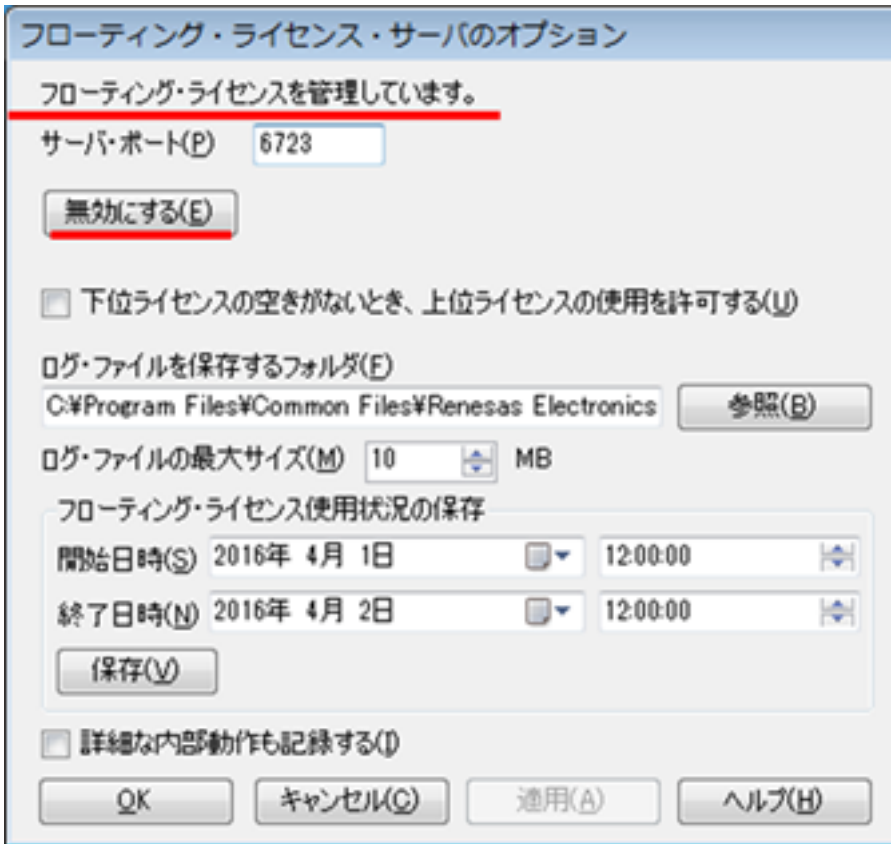 フローティング・ライセンス・サーバのオプション
フローティング・ライセンスを管理しています。
サーバ・ポート(P) 6723
無効にする(E)
下位ライセンスの空きがないとき、上位ライセンスの使用を許可する(U)
ログ・ファイルを保存するフォルダ(F)
C:¥Program Files¥Common Files¥Renesas Electronics 参照(B)
ログ・ファイルの最大サイズ(M) 10 MB
フローティング・ライセンス使用状況の保存
開始日時(S) 2016年 4月 1日 12:00:00
終了日時(N) 2016年 4月 2日 12:00:00
保存(V)
詳細な内部動作も記録する(I)
OK キャンセル(C) 適用(A) ヘルプ(H)